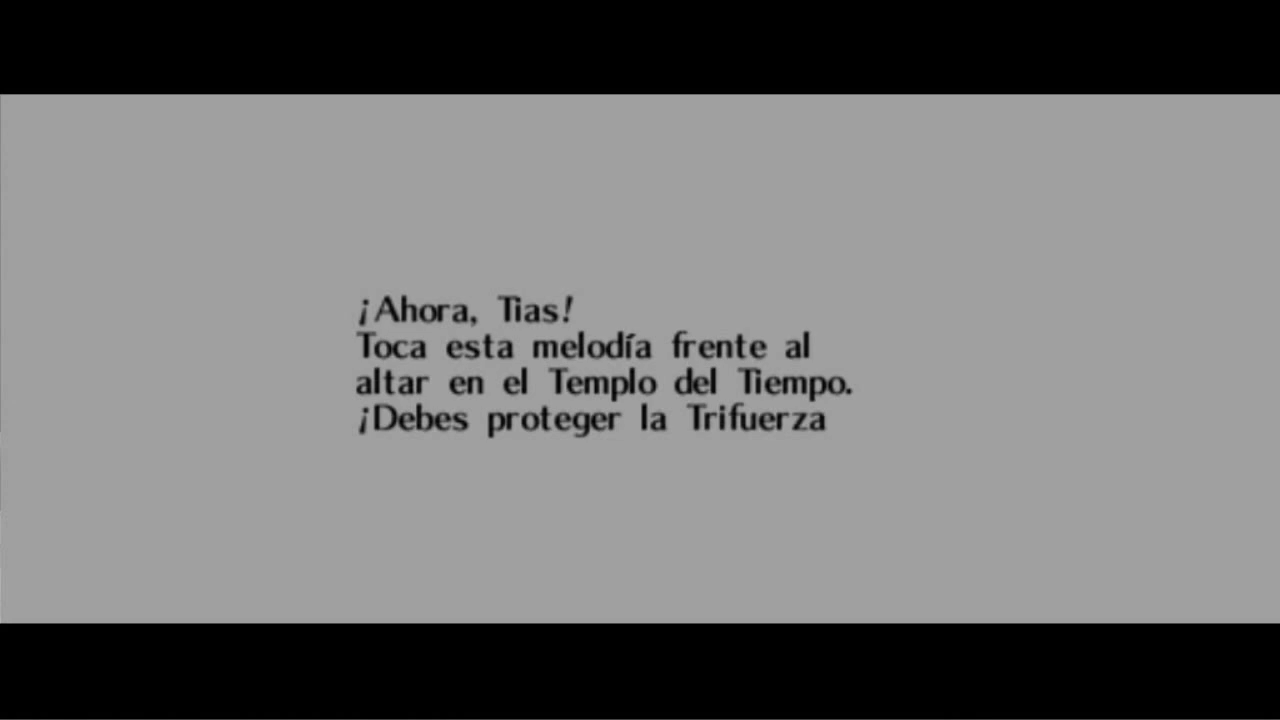 ¡Ahora, Tias!
Toca esta melodía frente al
altar en el Templo del Tiempo.
¡Debes proteger la Trifuerza